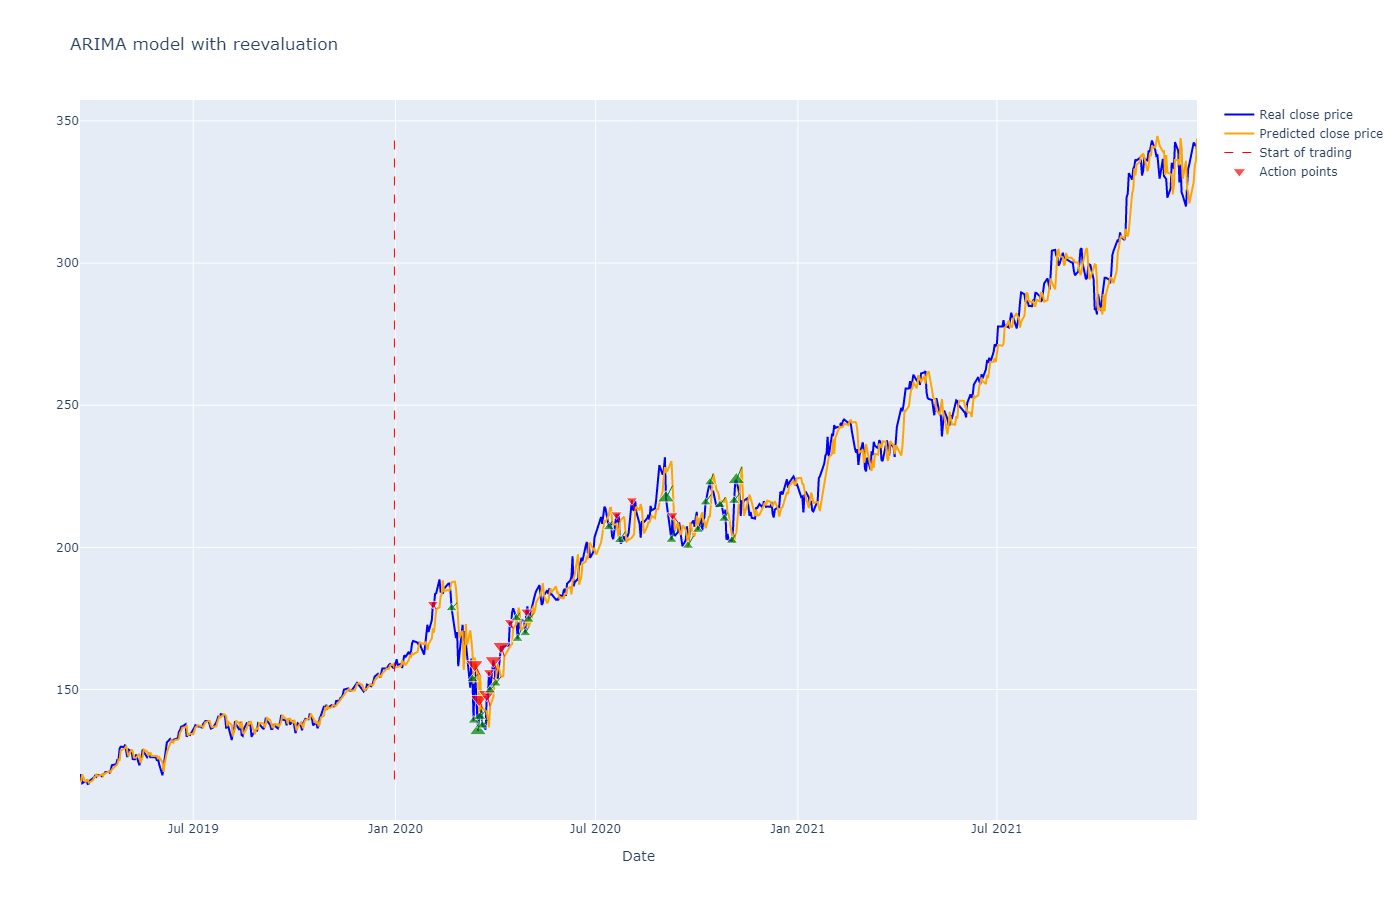 ARIMA model with reevaluation
350
300
250
200
150
Jul 2019
Jan 2020
Jul 2020
Jan 2021
Jul 2021
Date
Real close price
Predicted close price
Start of trading
Action points